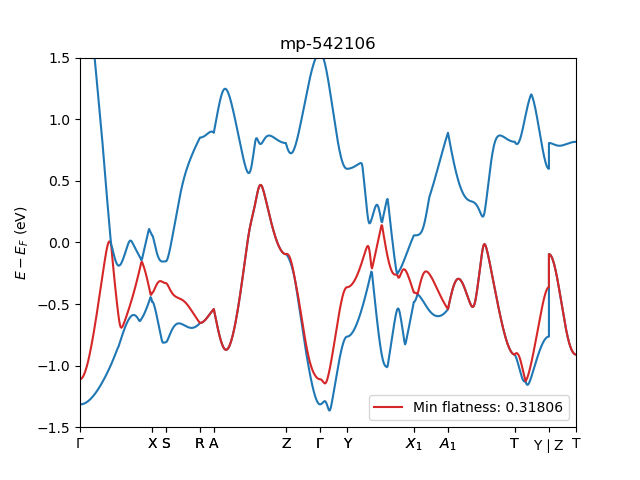 mp-542106
E − E_F (eV)
1.5
1.0
0.5
0.0
−0.5
−1.0
−1.5
Min flatness: 0.31806
Γ X S R A Z Γ Y X₁ A₁ T Y | Z T